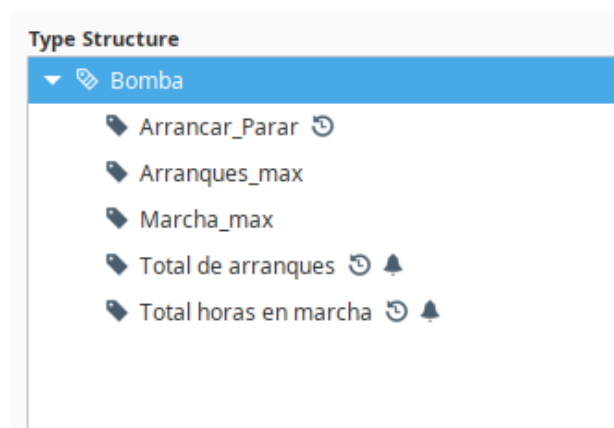 Type Structure
Bomba
Arrancar_Parar
Arranques_max
Marcha_max
Total de arranques
Total horas en marcha